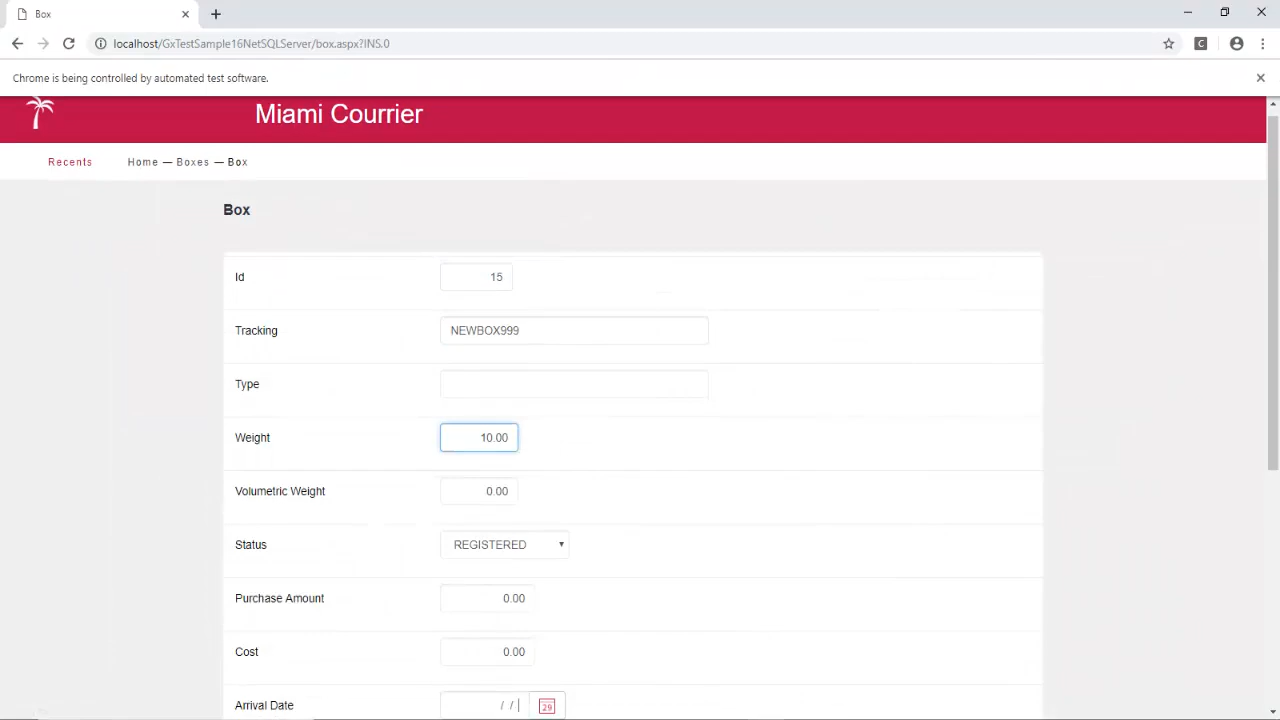 Box
localhost/GxTestSample16NetSQLServer/box.aspx?INS.0
C
Chrome is being controlled by automated test software.
Miami Courrier
Recents
Home — Boxes — Box
Box
Id 15
Tracking NEWBOX999
Type
Weight 10.00
Volumetric Weight 0.00
Status REGISTERED
Purchase Amount 0.00
Cost 0.00
Arrival Date / / 29